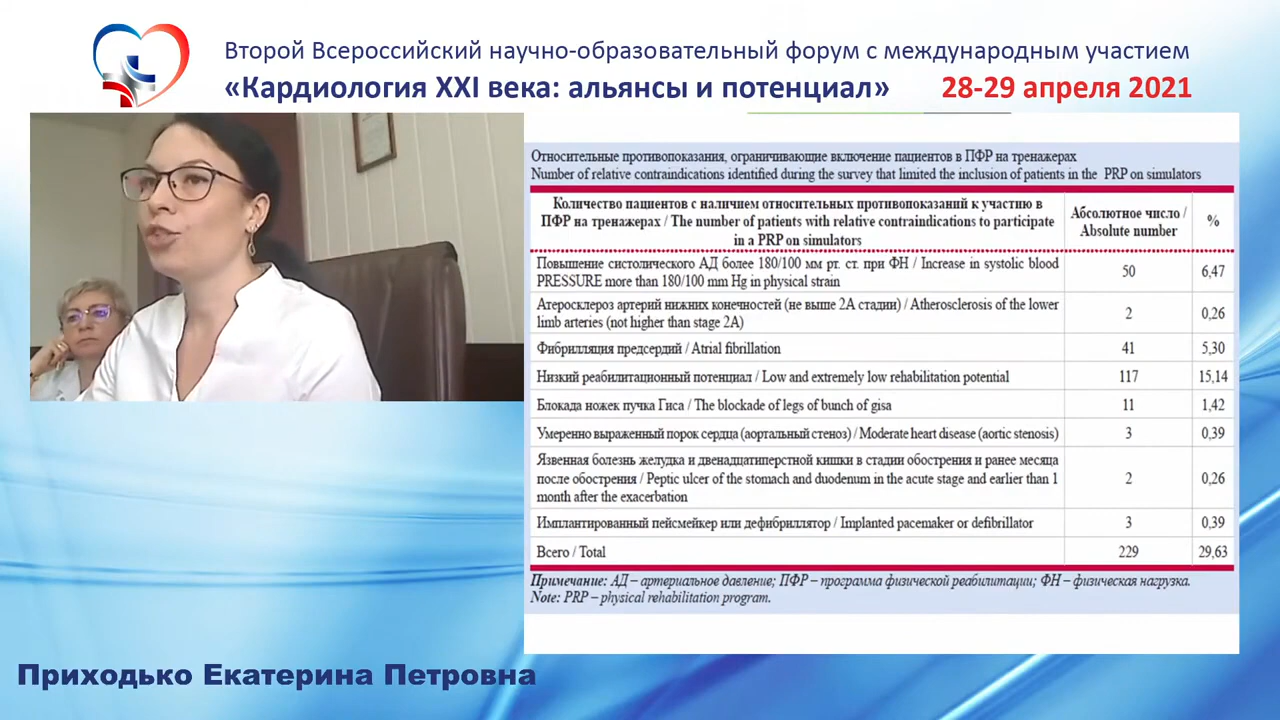 Второй Всероссийский научно-образовательный форум с международным участием
«Кардиология XXI века: альянсы и потенциал» 28-29 апреля 2021
Относительные противопоказания, ограничивающие включение пациентов в ПФР на тренажерах
Number of relative contraindications identified during the survey that limited the inclusion of patients in the PRP on simulators
Количество пациентов с наличием относительных противопоказаний к участию в
ПФР на тренажерах / The number of patients with relative contraindications to participate
in a PRP on simulators
Абсолютное число /
Absolute number
%
Повышение систолического АД более 180/100 мм рт. ст. при ФН / Increase in systolic blood
PRESSURE more than 180/100 mm Hg in physical strain
50
6,47
Атеросклероз артерий нижних конечностей (не выше 2А стадии) / Atherosclerosis of the lower
limb arteries (not higher than stage 2A)
2
0,26
Фибрилляция предсердий / Atrial fibrillation
41
5,30
Низкий реабилитационный потенциал / Low and extremely low rehabilitation potential
117
15,14
Блокада ножек пучка Гиса / The blockade of legs of bunch of gisa
11
1,42
Умеренно выраженный порок сердца (аортальный стеноз) / Moderate heart disease (aortic stenosis)
3
0,39
Язвенная болезнь желудка и двенадцатиперстной кишки в стадии обострения и ранее месяца
после обострения / Peptic ulcer of the stomach and duodenum in the acute stage and earlier than 1
month after the exacerbation
2
0,26
Имплантированный пейсмейкер или дефибриллятор / Implanted pacemaker or defibrillator
3
0,39
Всего / Total
229
29,63
Примечание: АД – артериальное давление; ПФР – программа физической реабилитации; ФН – физическая нагрузка.
Note: PRP – physical rehabilitation program.
Приходько Екатерина Петровна